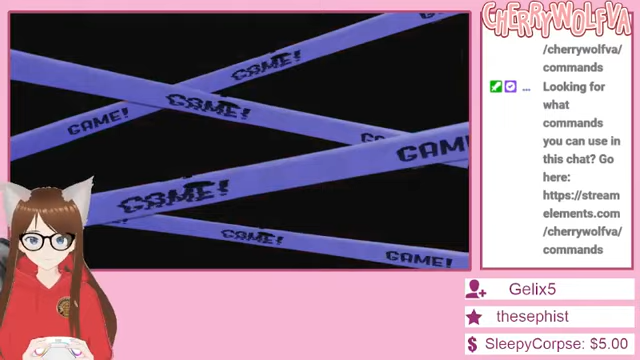 CHERRYWOLFVA
GAME!
GAME!
GAME!
GAME!
GAME!
GAME!
GAME!
/cherrywolfva/
commands
... Looking for
what
commands
you can use in
this chat? Go
here:
https://stream
elements.com
/cherrywolfva/
commands
Gelix5
thesephist
$ SleepyCorpse: $5.00